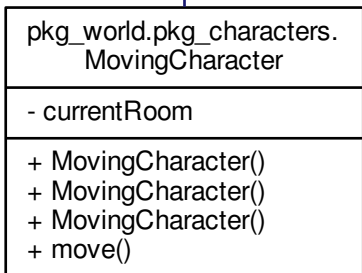 pkg_world.pkg_characters.
MovingCharacter
- currentRoom
+ MovingCharacter()
+ MovingCharacter()
+ MovingCharacter()
+ move()